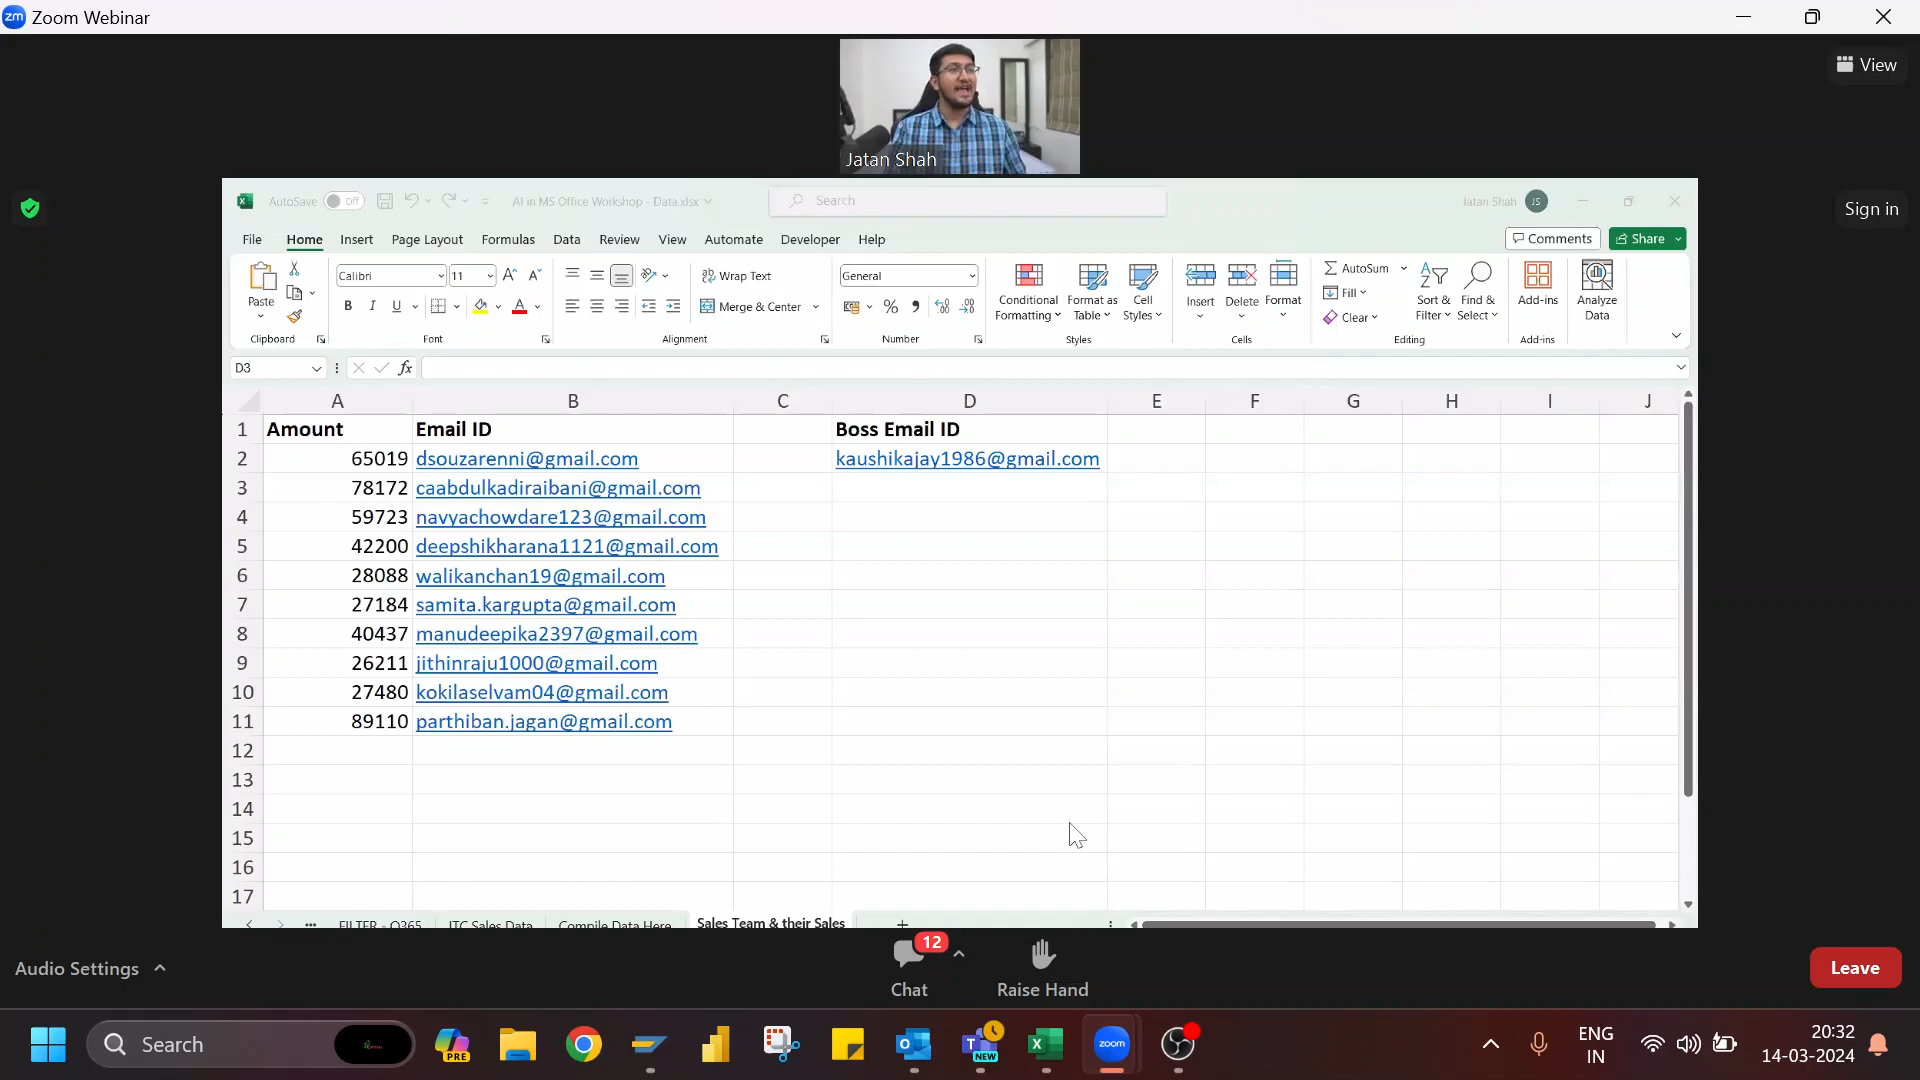 zm Zoom Webinar
View
Jatan Shah
Sign in
AutoSave Off AI in MS Office Workshop - Data.xlsx Search Jatan Shah JS
File Home Insert Page Layout Formulas Data Review View Automate Developer Help Comments Share
Paste Calibri 11 Wrap Text General Conditional Formatting Format as Table Cell Styles Insert Delete Format AutoSum Sort & Filter Find & Select Add-ins Analyze Data
B I U Merge & Center % Fill
Clear
Clipboard Font Alignment Number Styles Cells Editing Add-ins
D3 fx
A B C D E F G H I J
1 Amount Email ID Boss Email ID
2 65019 dsouzarenni@gmail.com kaushikajay1986@gmail.com
3 78172 caabdulkadiraibani@gmail.com
4 59723 navyachowdare123@gmail.com
5 42200 deepshikharana1121@gmail.com
6 28088 walikanchan19@gmail.com
7 27184 samita.kargupta@gmail.com
8 40437 manudeepika2397@gmail.com
9 26211 jithinraju1000@gmail.com
10 27480 kokilaselvam04@gmail.com
11 89110 parthiban.jagan@gmail.com
12
13
14
15
16
17
FILTER - O365 ITC Sales Data Compile Data Here Sales Team & their Sales
Audio Settings 12 Chat Raise Hand Leave
Search PRE NEW zoom ENG IN 20:32
14-03-2024